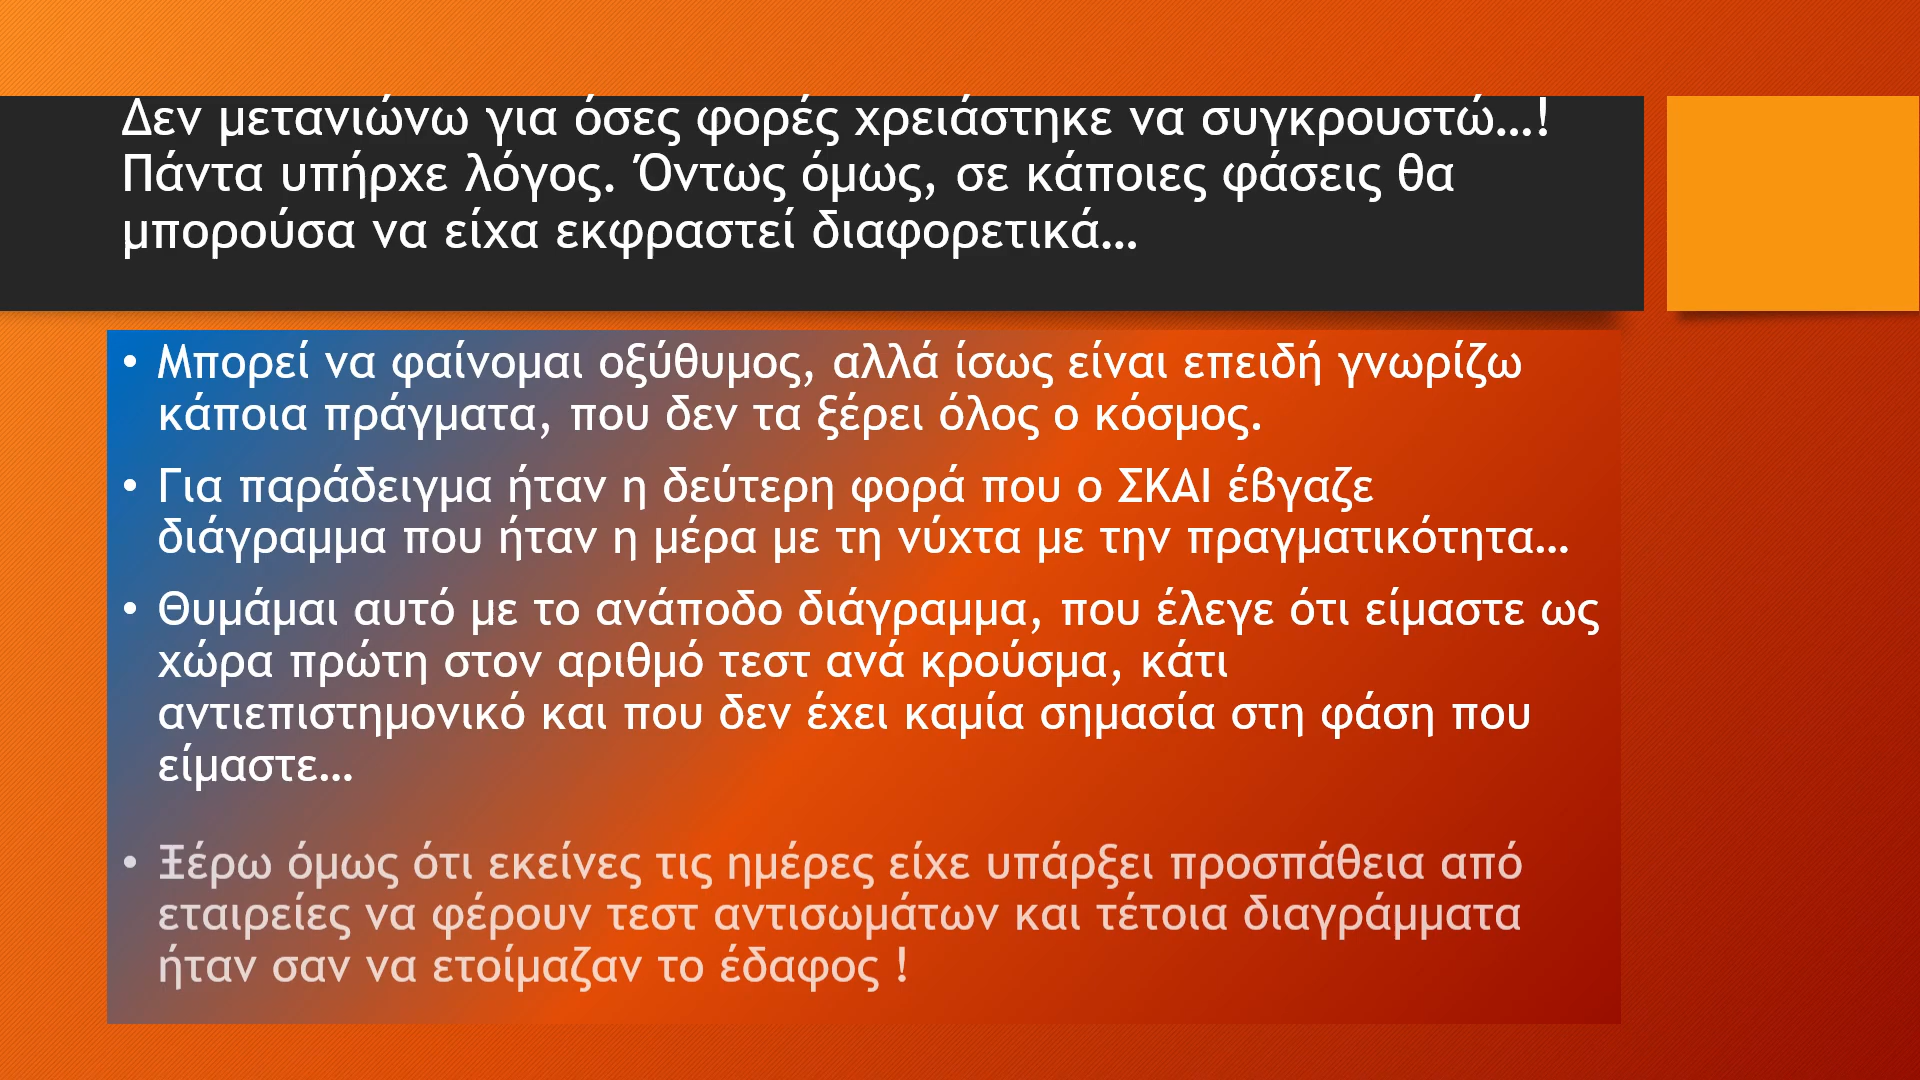 Δεν μετανιώνω για όσες φορές χρειάστηκε να συγκρουστώ…!
Πάντα υπήρχε λόγος. Όντως όμως, σε κάποιες φάσεις θα
μπορούσα να είχα εκφραστεί διαφορετικά…
• Μπορεί να φαίνομαι οξύθυμος, αλλά ίσως είναι επειδή γνωρίζω
κάποια πράγματα, που δεν τα ξέρει όλος ο κόσμος.
• Για παράδειγμα ήταν η δεύτερη φορά που ο ΣΚΑΙ έβγαζε
διάγραμμα που ήταν η μέρα με τη νύχτα με την πραγματικότητα…
• Θυμάμαι αυτό με το ανάποδο διάγραμμα, που έλεγε ότι είμαστε ως
χώρα πρώτη στον αριθμό τεστ ανά κρούσμα, κάτι
αντιεπιστημονικό και που δεν έχει καμία σημασία στη φάση που
είμαστε…
• Ξέρω όμως ότι εκείνες τις ημέρες είχε υπάρξει προσπάθεια από
εταιρείες να φέρουν τεστ αντισωμάτων και τέτοια διαγράμματα
ήταν σαν να ετοίμαζαν το έδαφος !